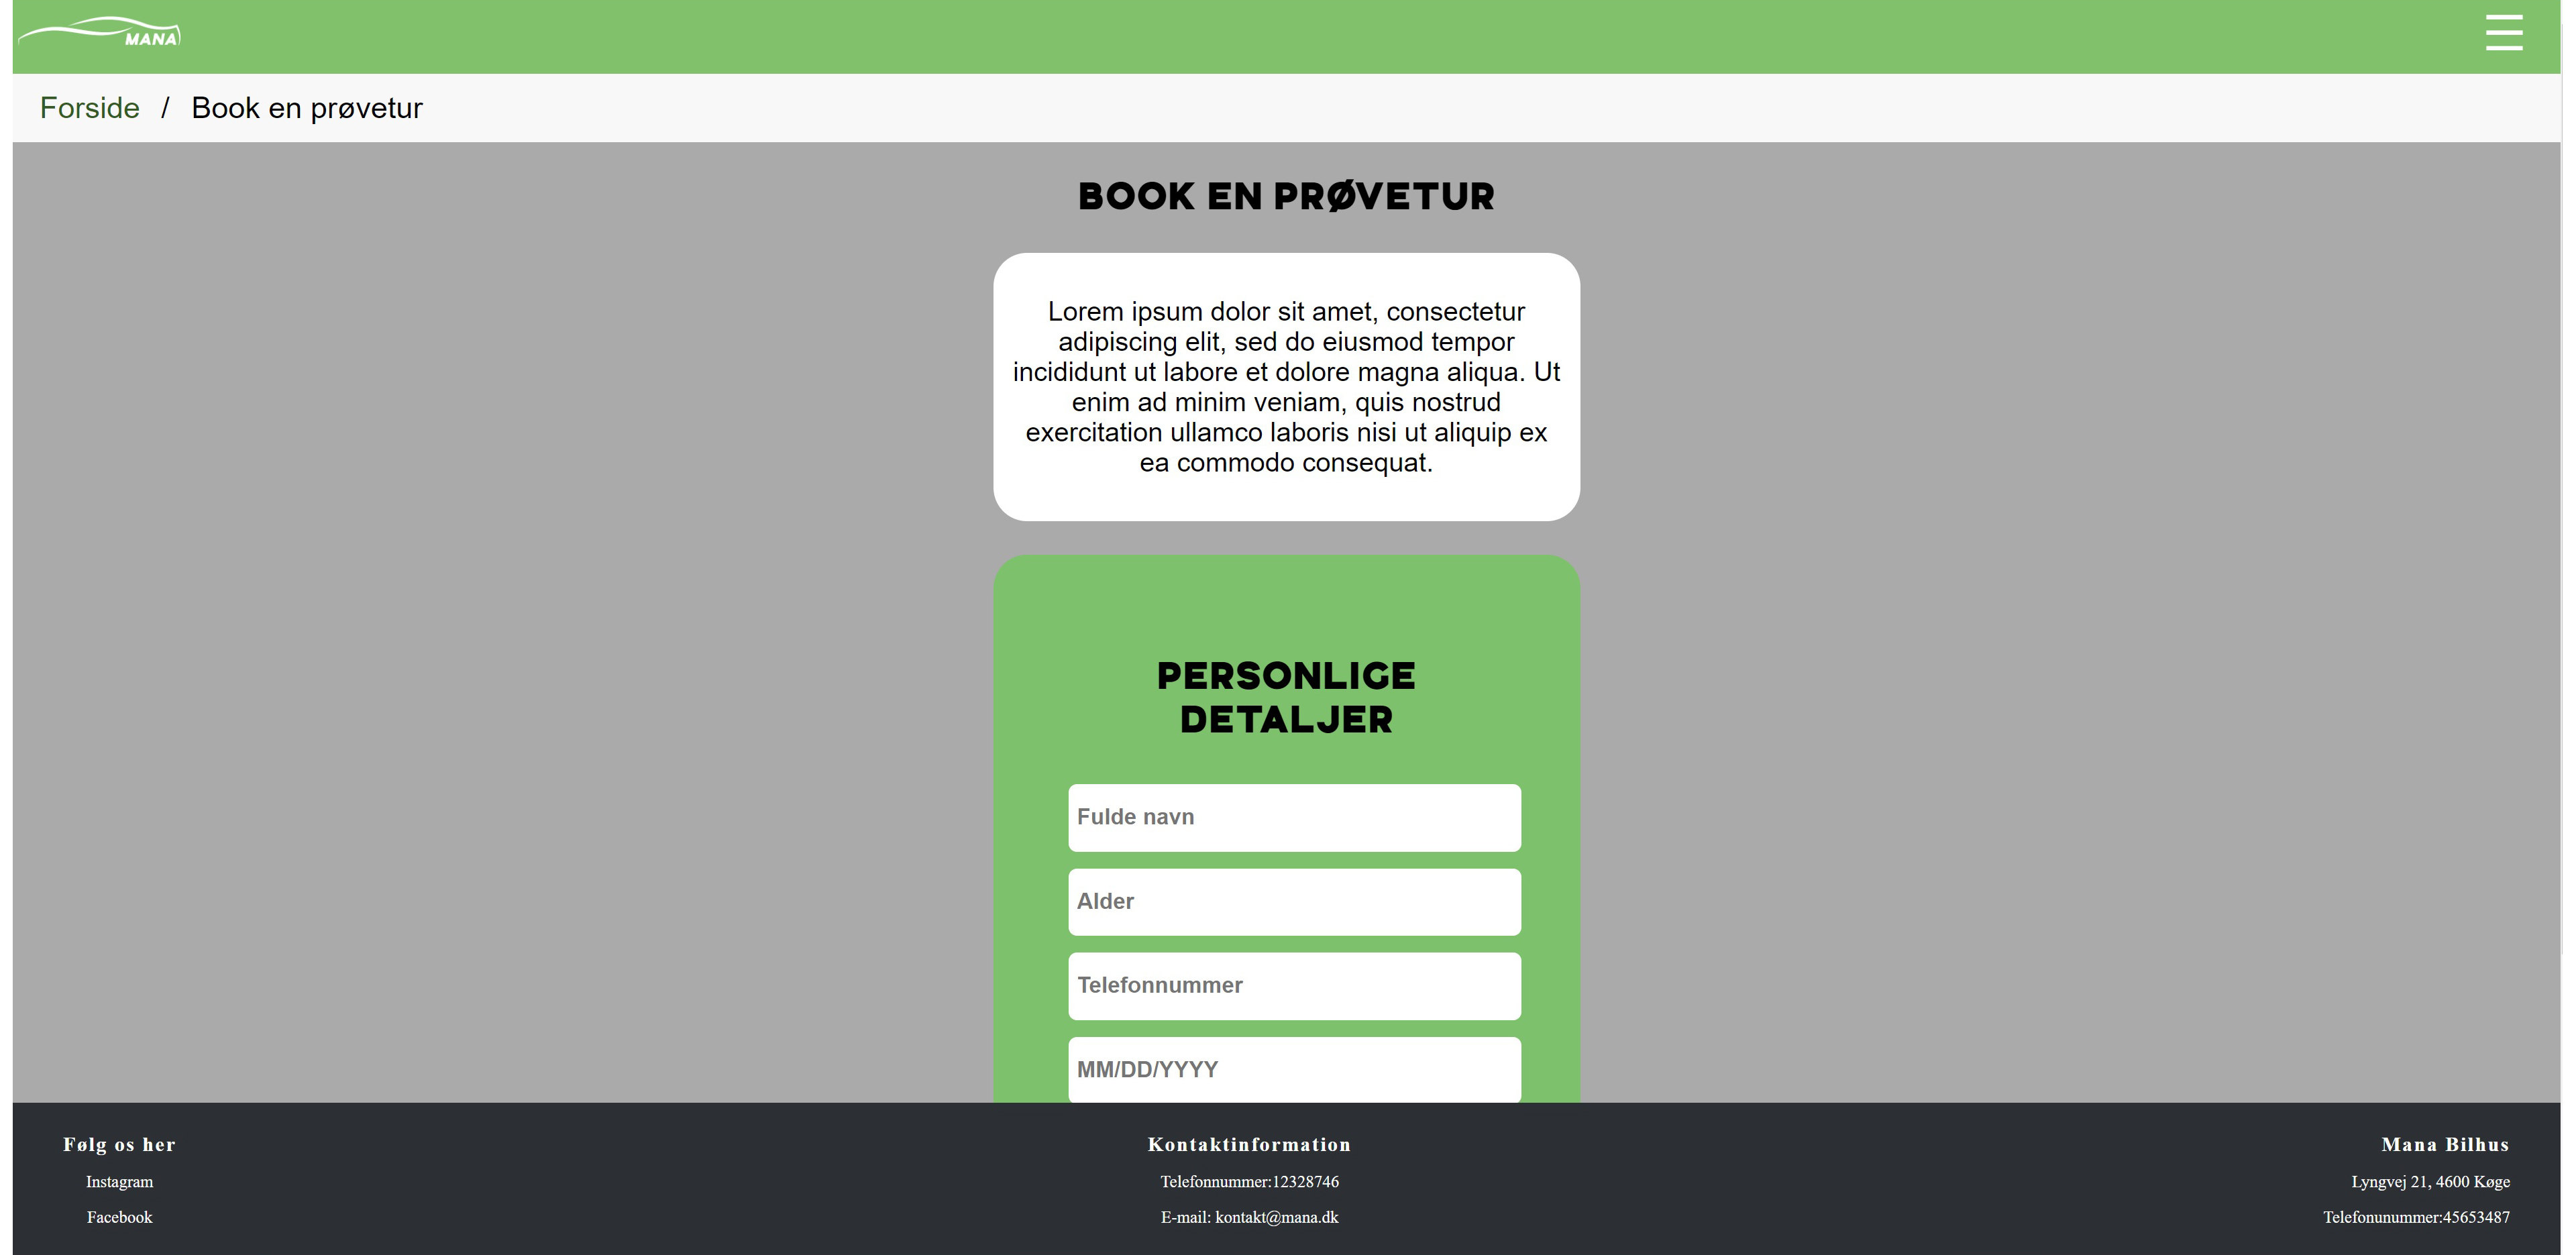 MANA
Forside / Book en prøvetur
BOOK EN PRØVETUR
Lorem ipsum dolor sit amet, consectetur
adipiscing elit, sed do eiusmod tempor
incididunt ut labore et dolore magna aliqua. Ut
enim ad minim veniam, quis nostrud
exercitation ullamco laboris nisi ut aliquip ex
ea commodo consequat.
PERSONLIGE
DETALJER
Fulde navn
Alder
Telefonnummer
MM/DD/YYYY
Følg os her
Instagram
Facebook
Kontaktinformation
Telefonnummer:12328746
E-mail: kontakt@mana.dk
Mana Bilhus
Lyngvej 21, 4600 Køge
Telefonunummer:45653487